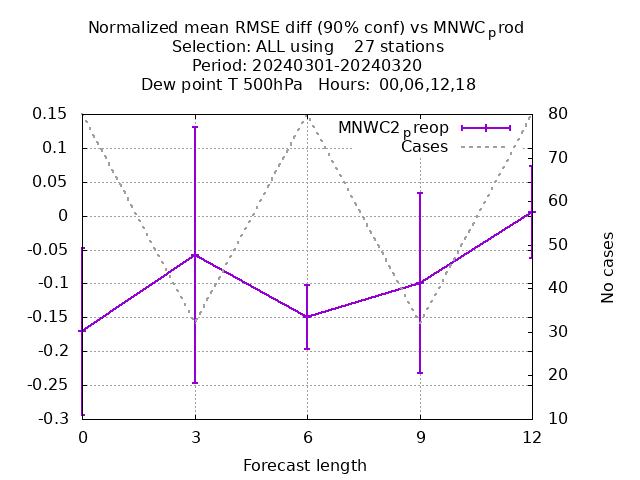 Normalized mean RMSE diff (90% conf) vs MNWCprod
Selection: ALL using    27 stations
Period: 20240301-20240320
Dew point T 500hPa   Hours: 00,06,12,18
MNWC2preop
Cases
0.15
0.1
0.05
0
-0.05
-0.1
-0.15
-0.2
-0.25
-0.3
80
70
60
50
40
30
20
10
No cases
0 3 6 9 12
Forecast length